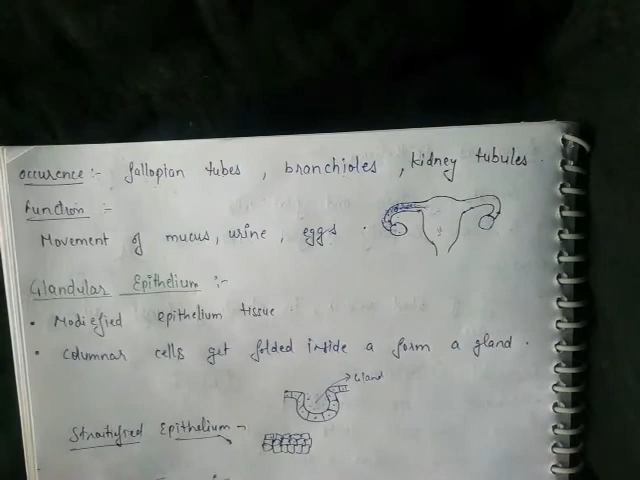 Occurence :- fallopian tubes, bronchioles, kidney tubules.
Function :-
Movement of mucus, urine, eggs.
Glandular Epithelium :-
• Modiefied epithelium tissue
• Columnar cells get folded inside a form a gland.
Gland
Stratified Epithelium -